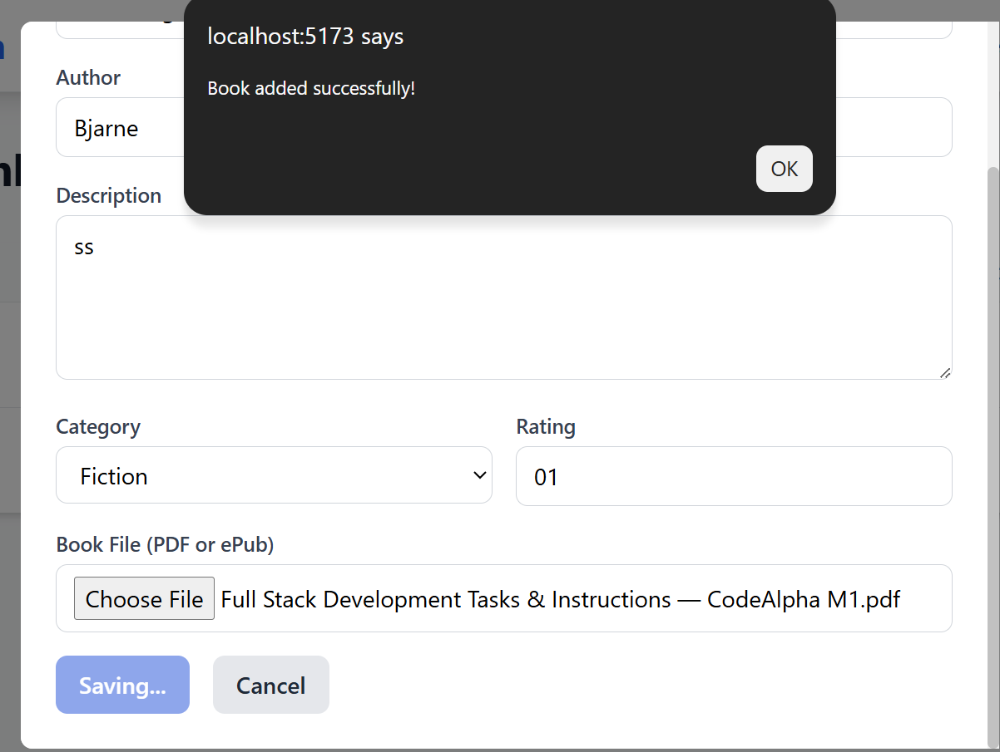 localhost:5173 says
Book added successfully!
OK
Author
Bjarne
Description
ss
Category
Rating
Fiction
01
Book File (PDF or ePub)
Choose File Full Stack Development Tasks & Instructions — CodeAlpha M1.pdf
Saving...
Cancel